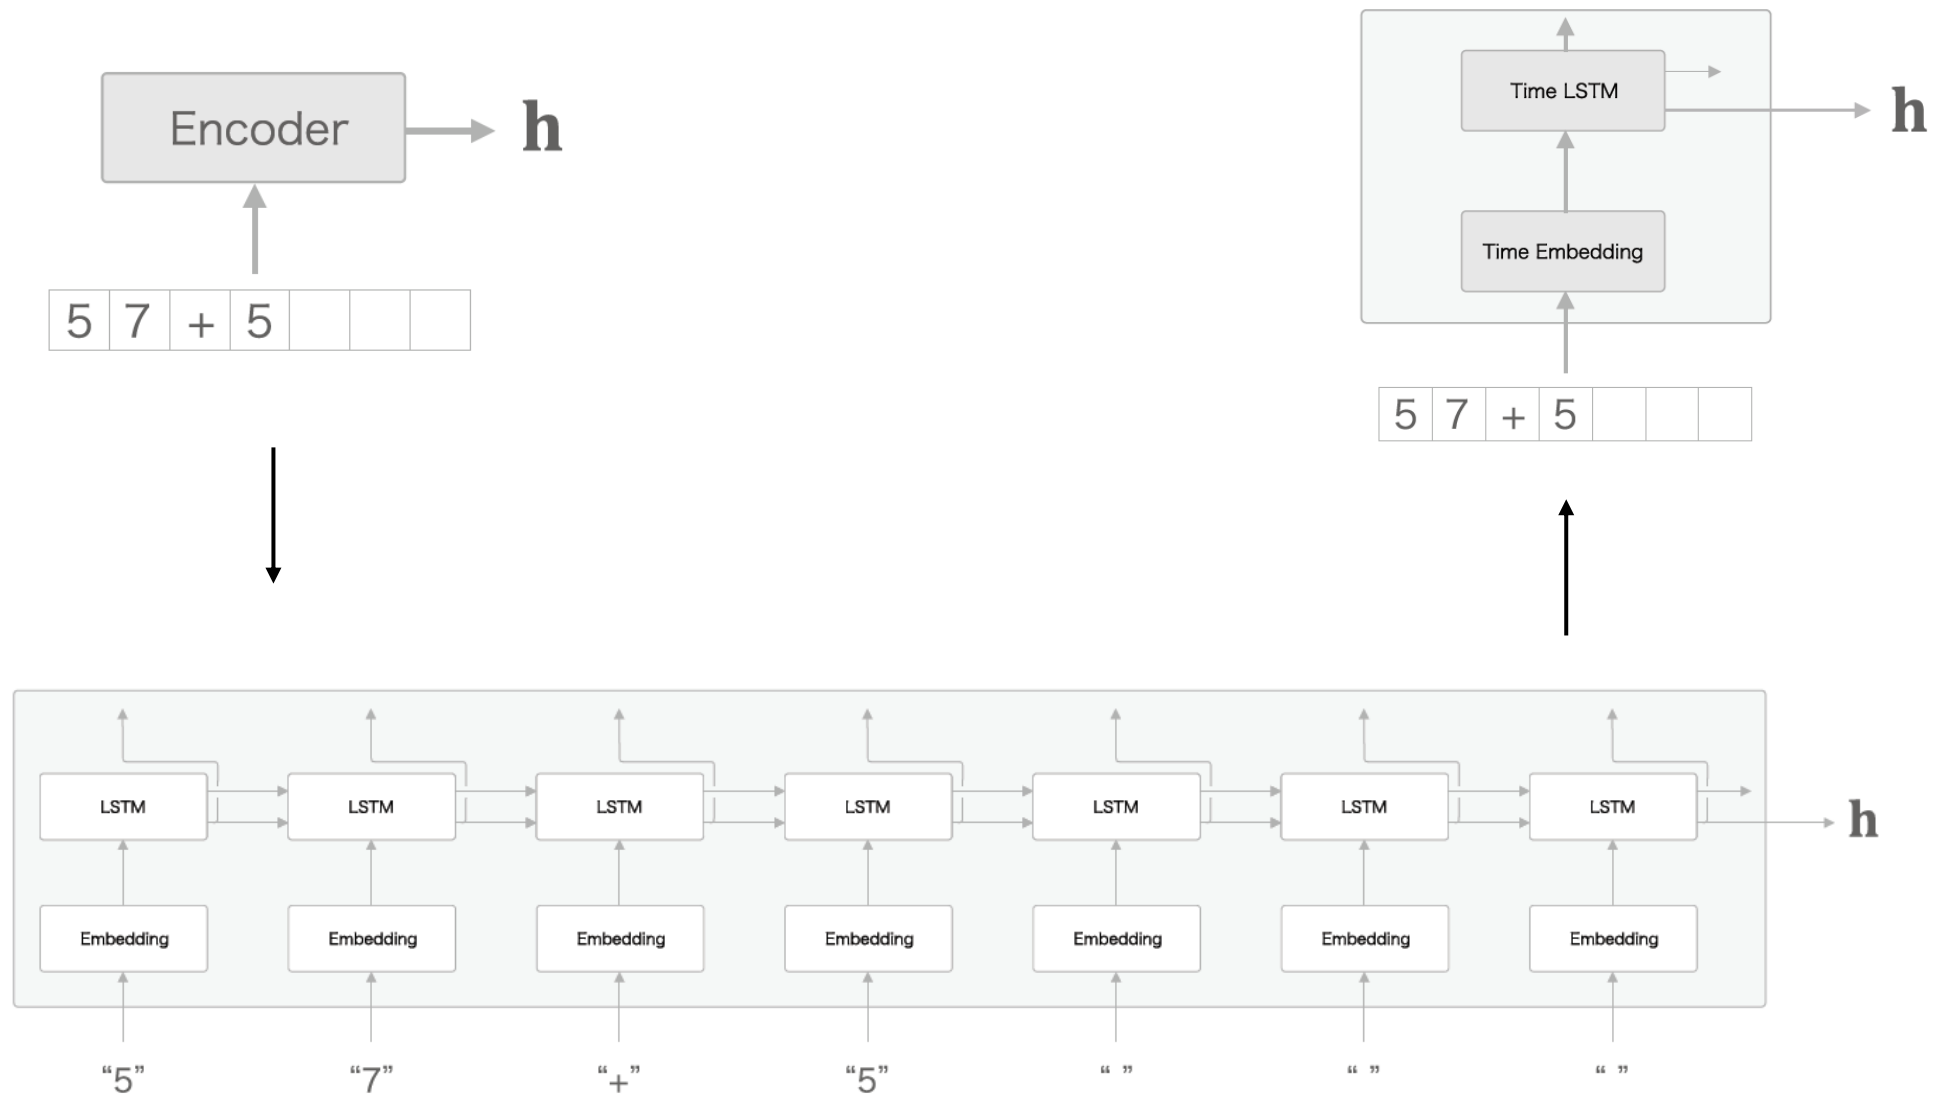 Encoder
h
5 7 + 5
Time LSTM
h
Time Embedding
5 7 + 5
LSTM LSTM LSTM LSTM LSTM LSTM LSTM
h
Embedding Embedding Embedding Embedding Embedding Embedding Embedding
“5” “7” “+” “5” “ ” “ ” “ ”